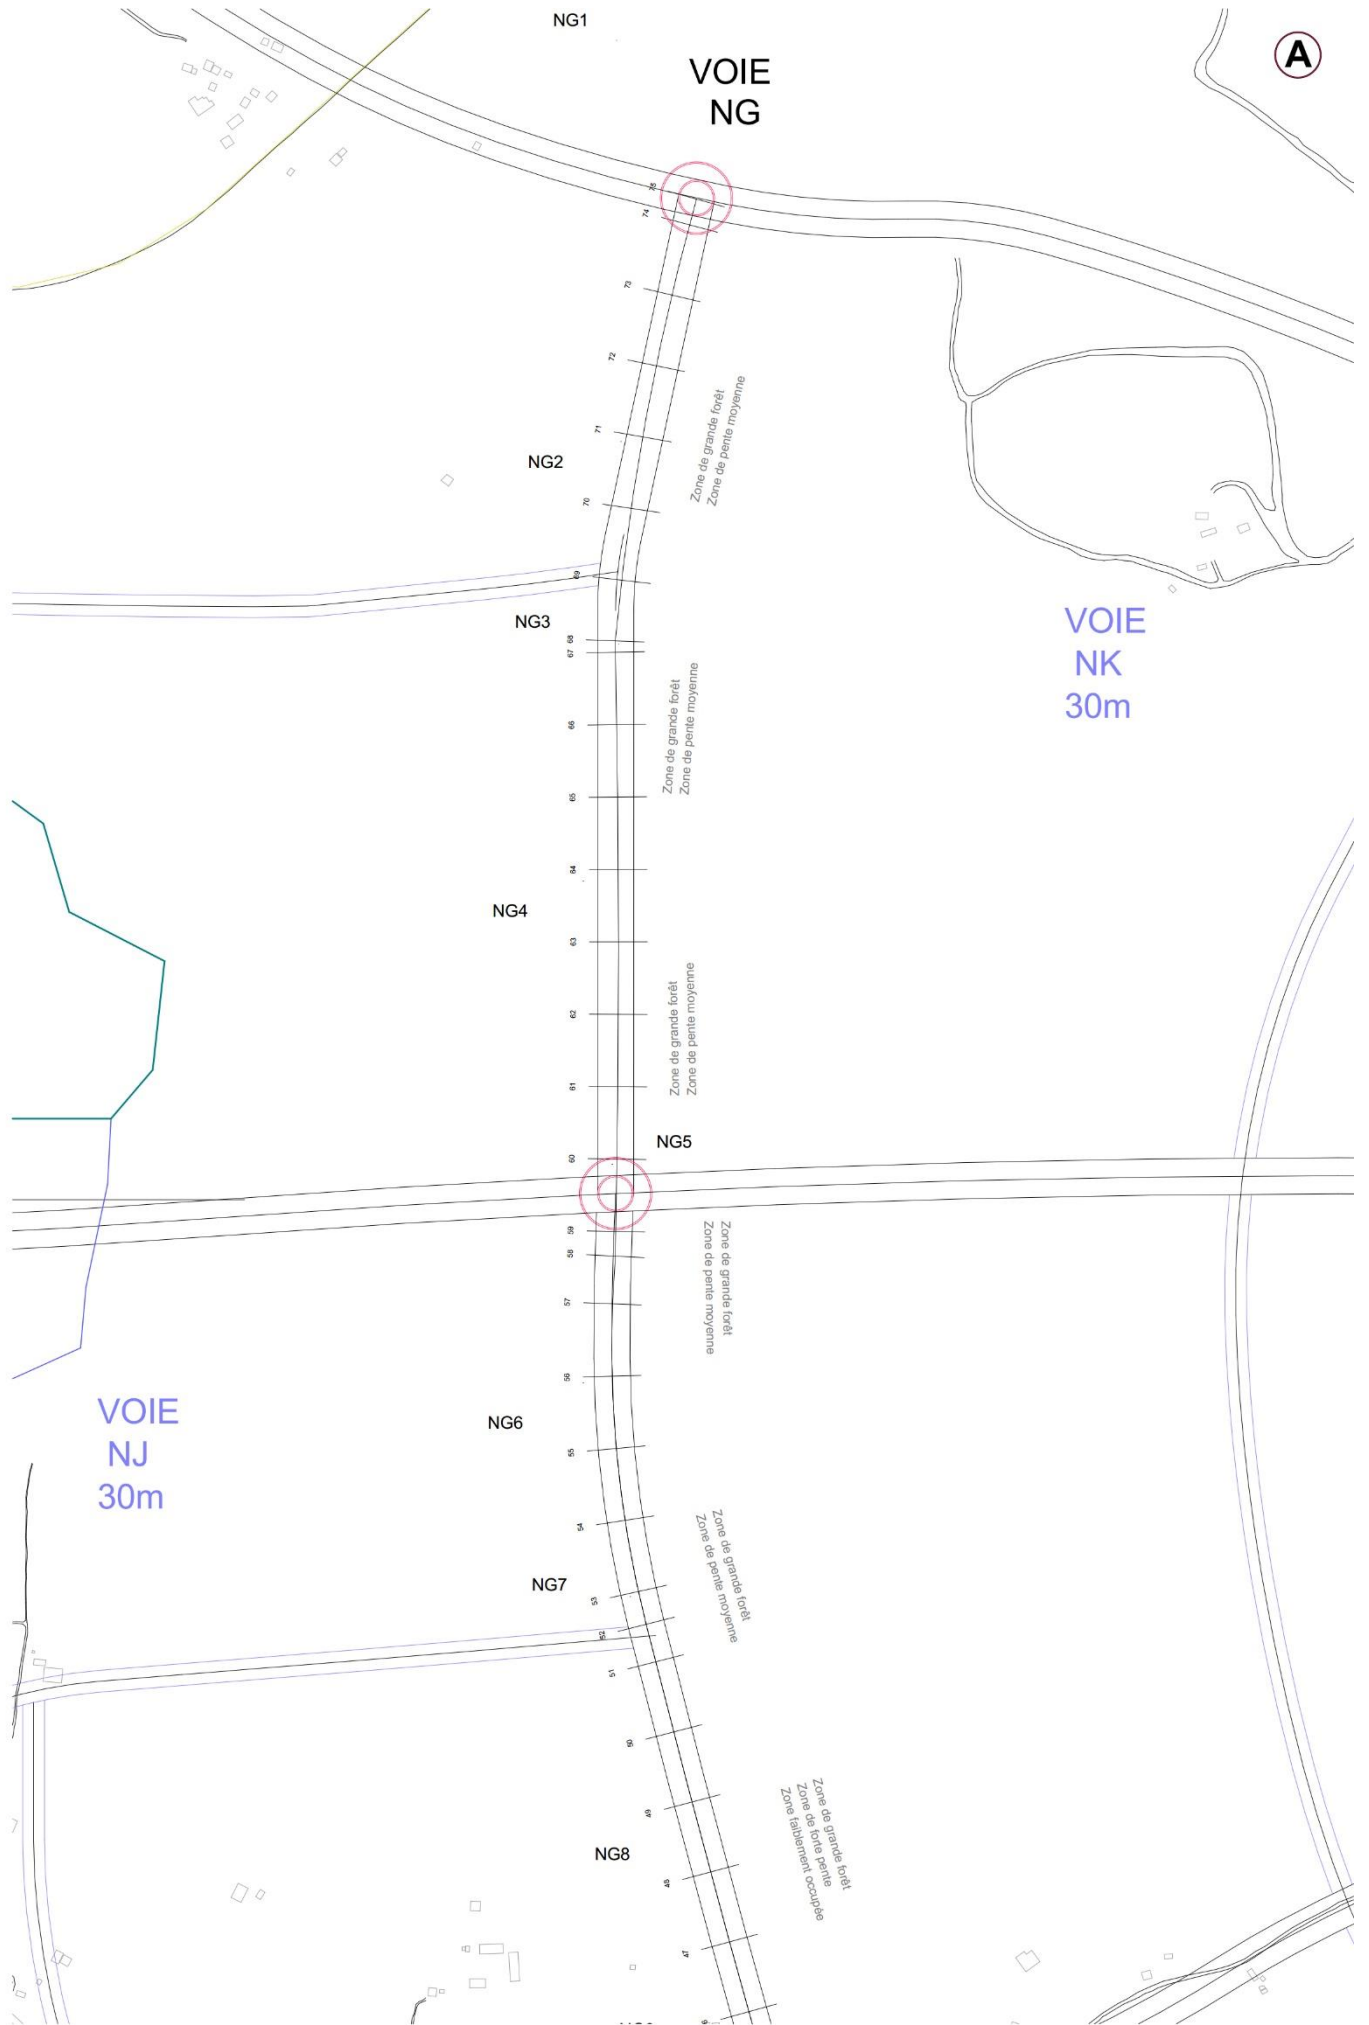 NG1
A
VOIE
NG
75
74
73
72
71
Zone de grande forêt
Zone de pente moyenne
NG2
70
69
NG3
VOIE
NK
30m
68
67
Zone de grande forêt
Zone de pente moyenne
66
65
64
NG4
63
Zone de grande forêt
Zone de pente moyenne
62
61
NG5
60
59
58
Zone de grande forêt
Zone de pente moyenne
57
56
VOIE
NJ
30m
NG6
55
54
Zone de grande forêt
Zone de pente moyenne
NG7
53
52
51
50
49
Zone de grande forêt
Zone de forte pente
Zone faiblement occupée
NG8
48
47